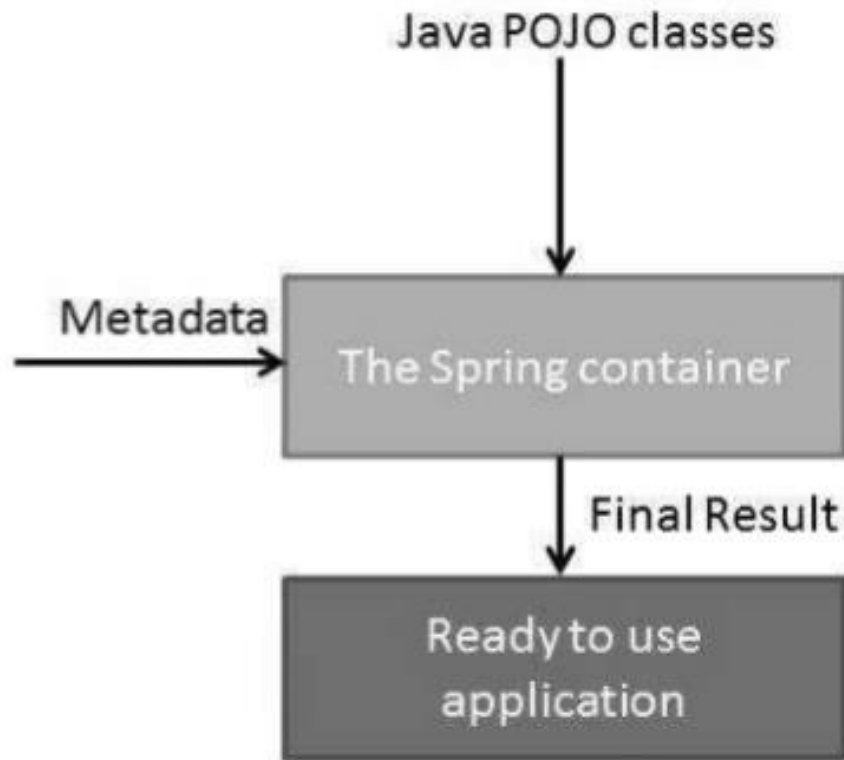 Java POJO classes
Metadata
The Spring container
Final Result
Ready to use
application